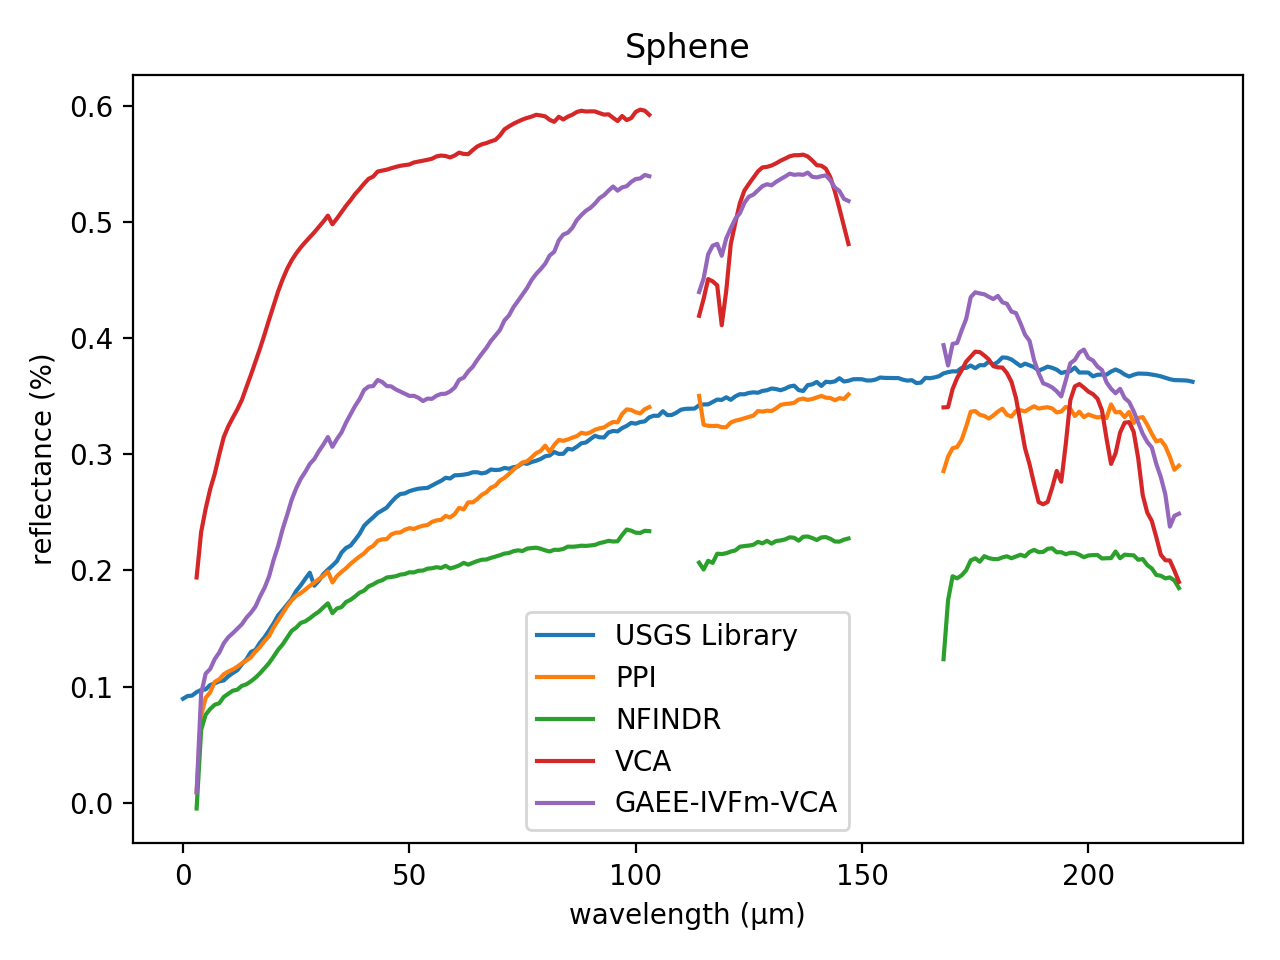 Sphene
0.6
0.5
0.4
0.3
0.2
0.1
0.0
reflectance (%)
0
50
100
150
200
wavelength (μm)
USGS Library
PPI
NFINDR
VCA
GAEE-IVFm-VCA